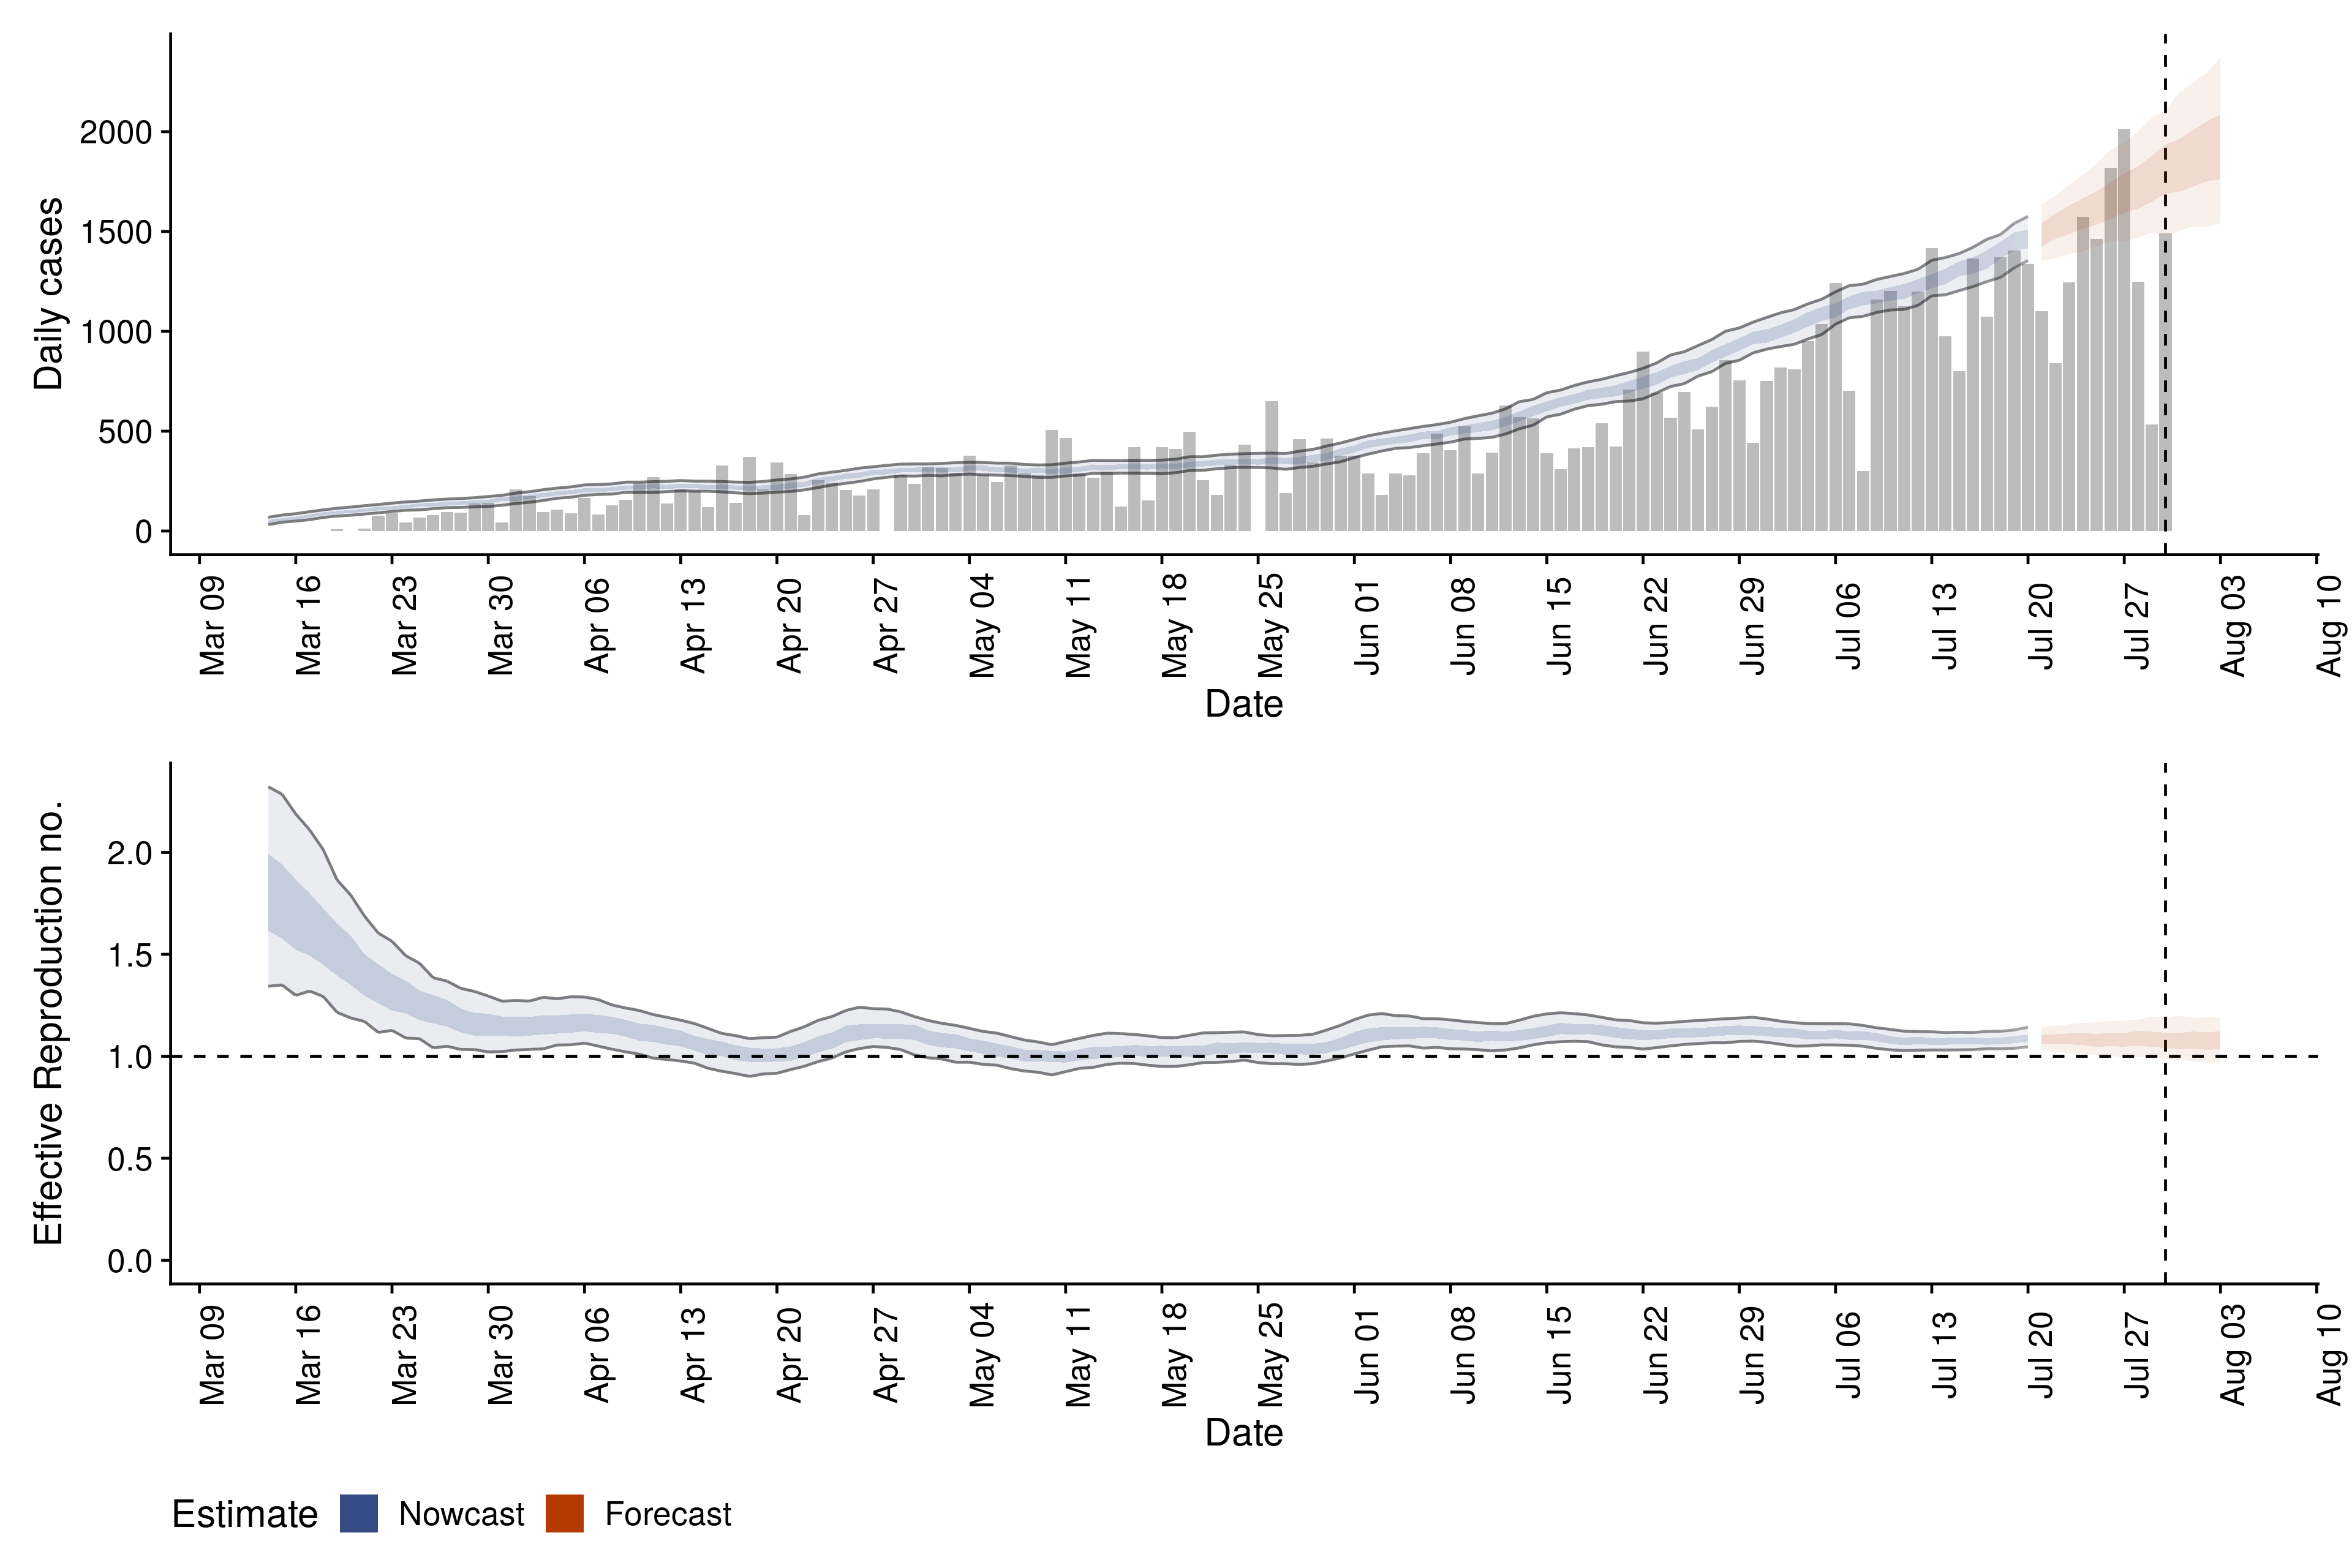 Daily cases
2000
1500
1000
500
0
Mar 09 Mar 16 Mar 23 Mar 30 Apr 06 Apr 13 Apr 20 Apr 27 May 04 May 11 May 18 May 25 Jun 01 Jun 08 Jun 15 Jun 22 Jun 29 Jul 06 Jul 13 Jul 20 Jul 27 Aug 03 Aug 10
Date
Effective Reproduction no.
2.0
1.5
1.0
0.5
0.0
Mar 09 Mar 16 Mar 23 Mar 30 Apr 06 Apr 13 Apr 20 Apr 27 May 04 May 11 May 18 May 25 Jun 01 Jun 08 Jun 15 Jun 22 Jun 29 Jul 06 Jul 13 Jul 20 Jul 27 Aug 03 Aug 10
Date
Estimate Nowcast Forecast